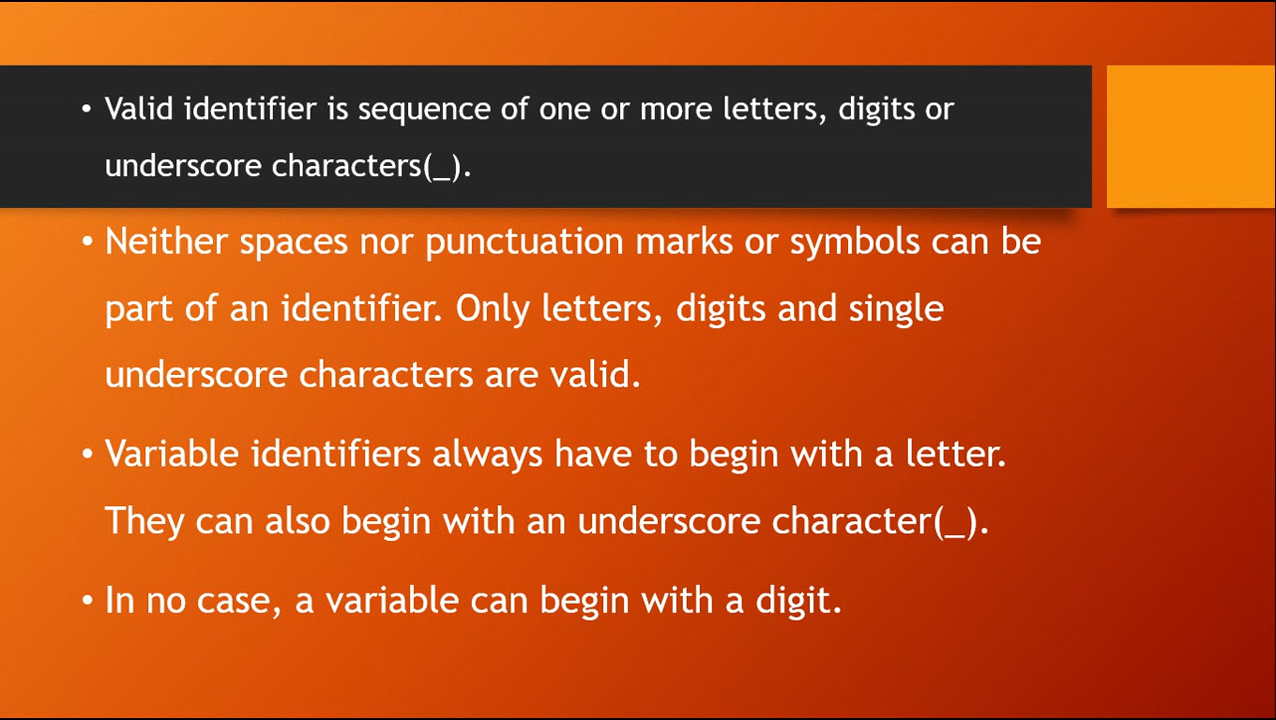 • Valid identifier is sequence of one or more letters, digits or
underscore characters(_).
• Neither spaces nor punctuation marks or symbols can be
part of an identifier. Only letters, digits and single
underscore characters are valid.
• Variable identifiers always have to begin with a letter.
They can also begin with an underscore character(_).
• In no case, a variable can begin with a digit.